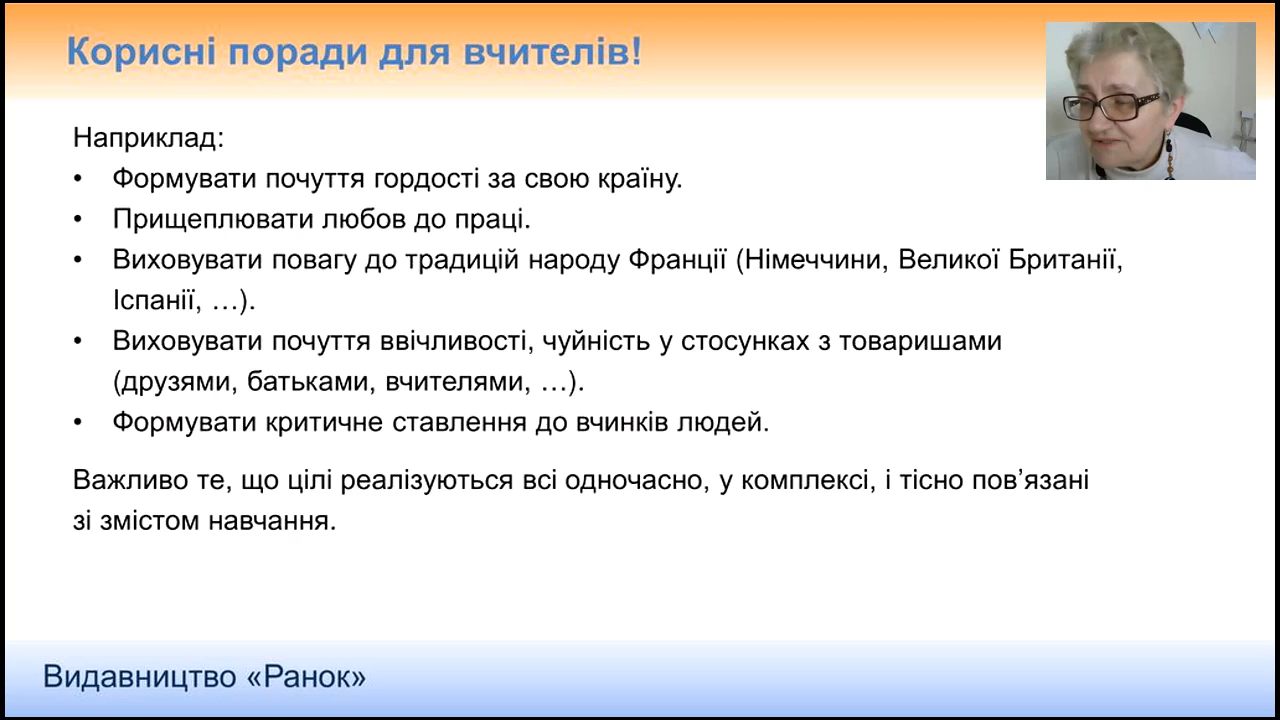 Корисні поради для вчителів!
Наприклад:
• Формувати почуття гордості за свою країну.
• Прищеплювати любов до праці.
• Виховувати повагу до традицій народу Франції (Німеччини, Великої Британії,
Іспанії, …).
• Виховувати почуття ввічливості, чуйність у стосунках з товаришами
(друзями, батьками, вчителями, …).
• Формувати критичне ставлення до вчинків людей.
Важливо те, що цілі реалізуються всі одночасно, у комплексі, і тісно пов’язані
зі змістом навчання.
Видавництво «Ранок»